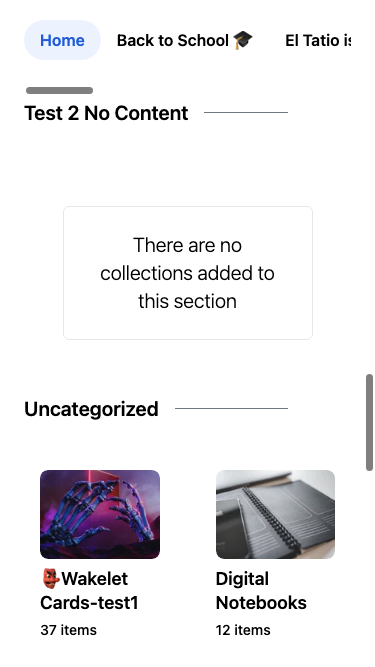 Home Back to School 🎓 El Tatio is
Test 2 No Content
There are no
collections added to
this section
Uncategorized
👺Wakelet
Cards-test1
37 items
Digital
Notebooks
12 items